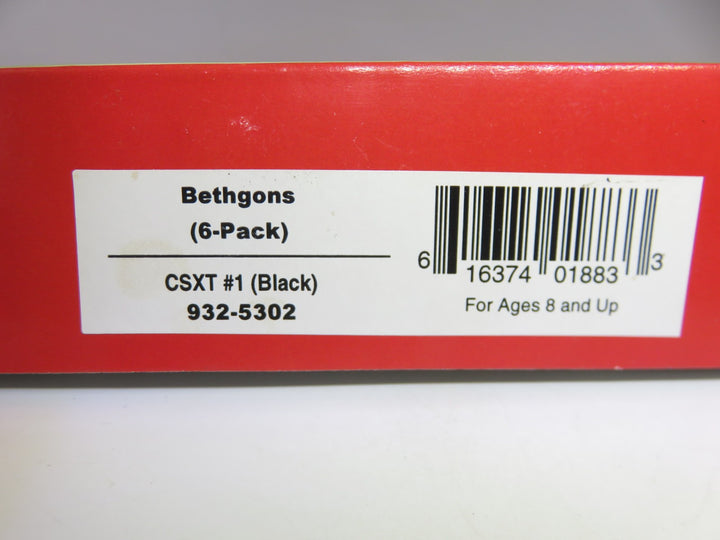 Bethgons
(6-Pack)
CSXT #1 (Black)
932-5302
6 16374 01883 3
For Ages 8 and Up